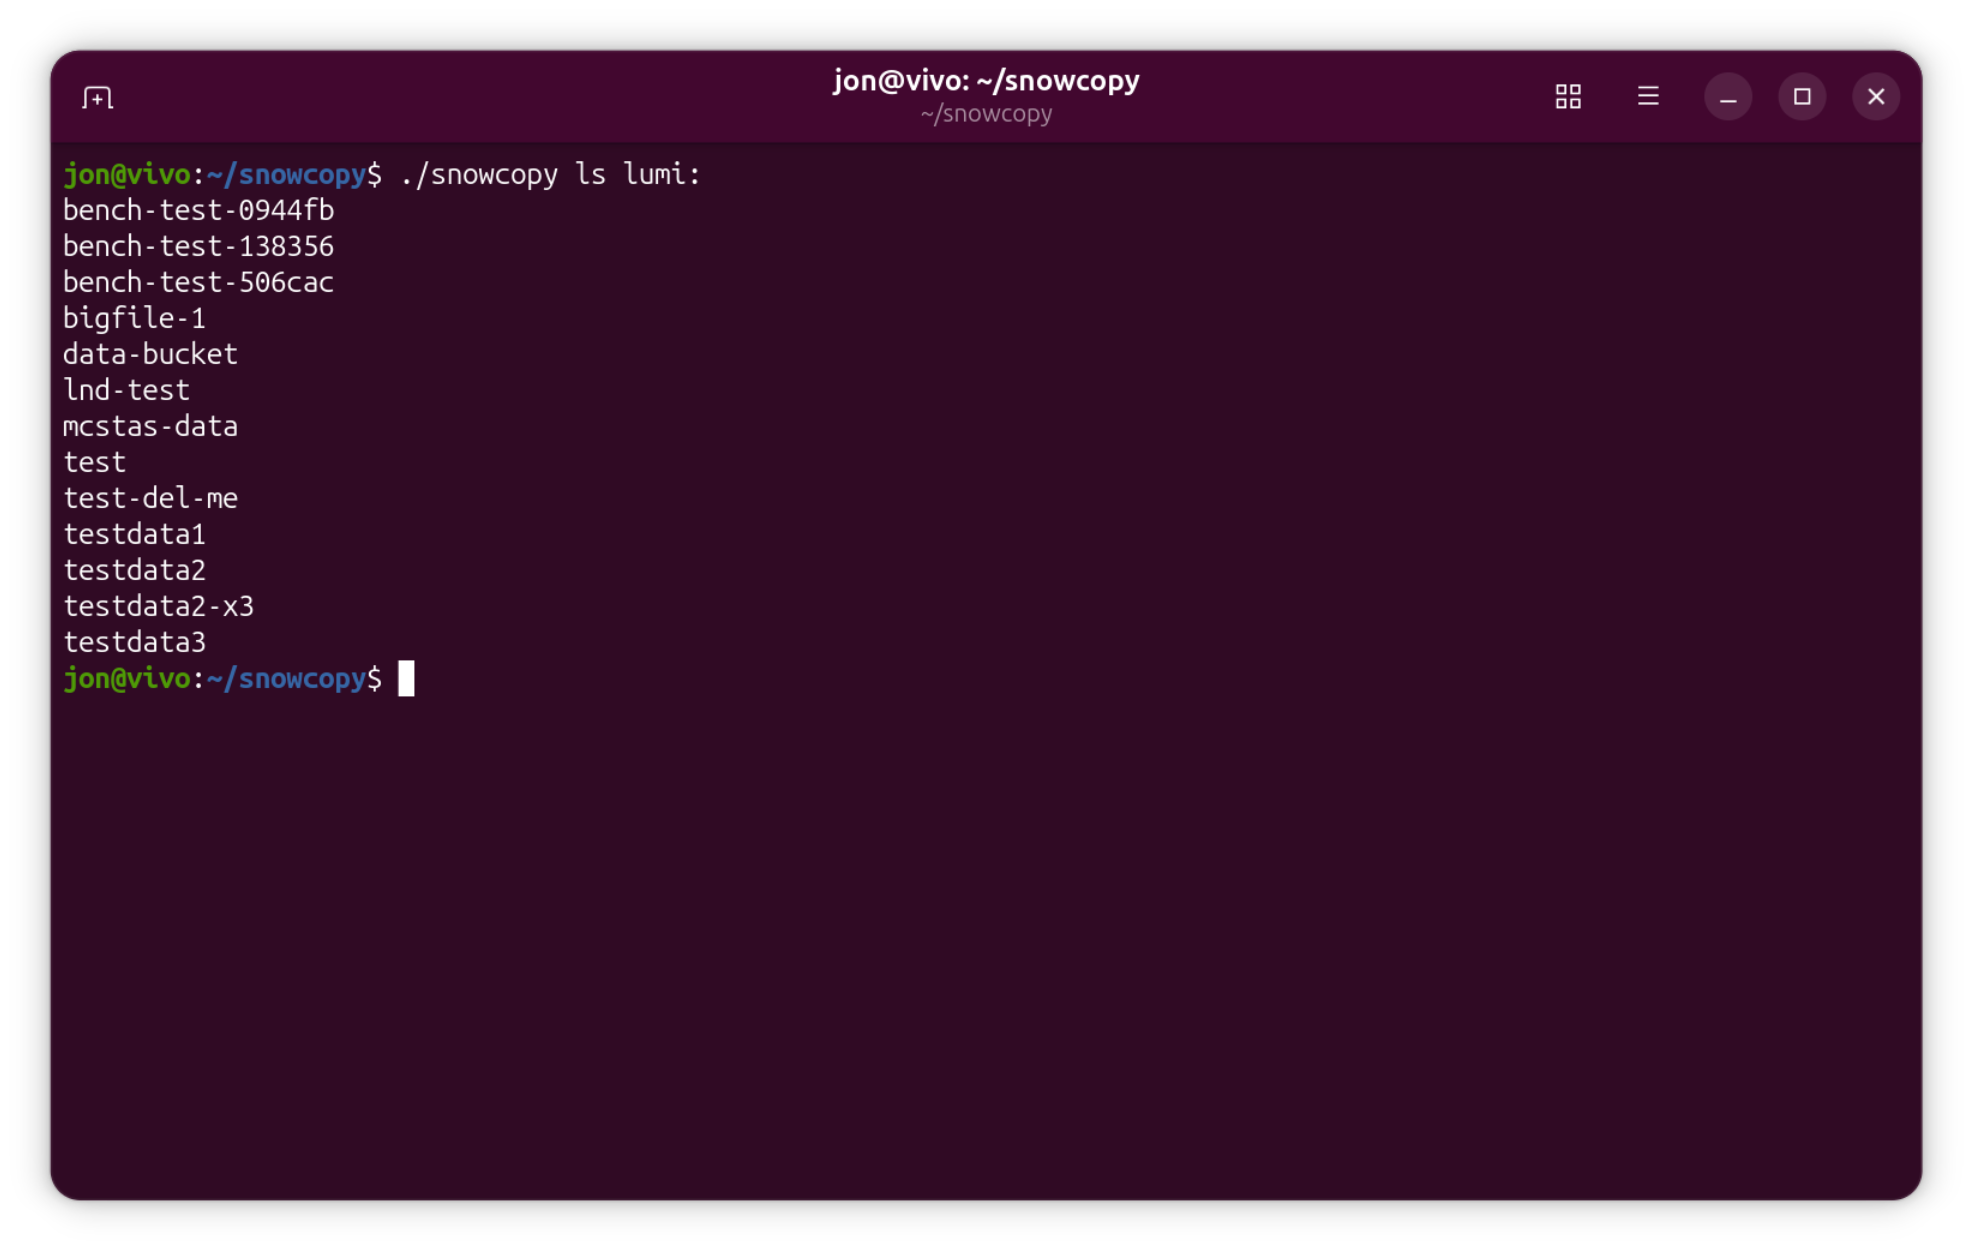 jon@vivo: ~/snowcopy
~/snowcopy
jon@vivo:~/snowcopy$ ./snowcopy ls lumi:
bench-test-0944fb
bench-test-138356
bench-test-506cac
bigfile-1
data-bucket
lnd-test
mcstas-data
test
test-del-me
testdata1
testdata2
testdata2-x3
testdata3
jon@vivo:~/snowcopy$